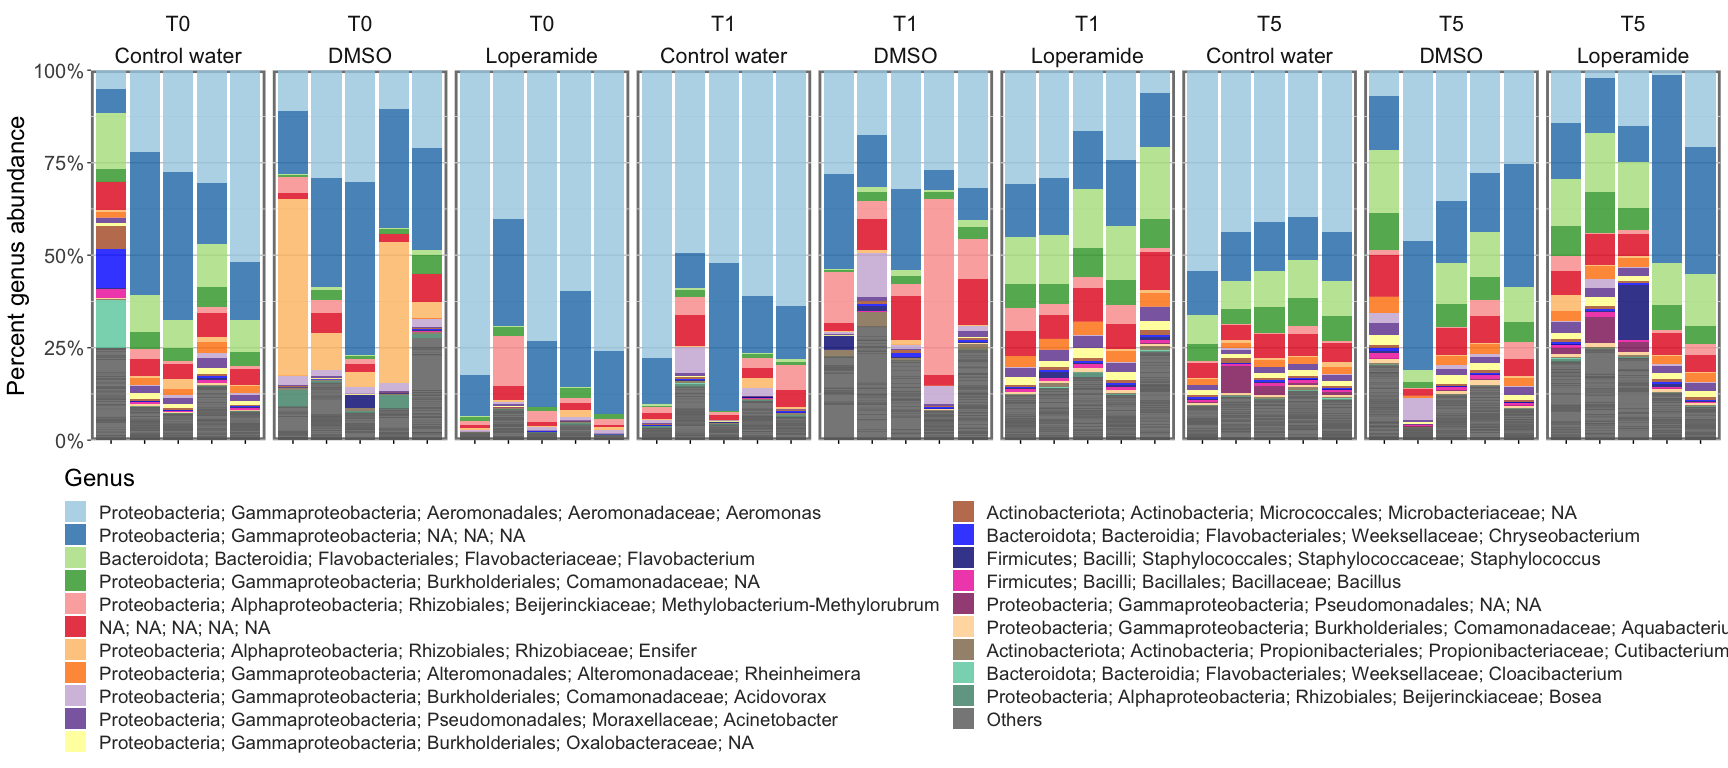 T0 T0 T0 T1 T1 T1 T5 T5 T5
Control water DMSO Loperamide Control water DMSO Loperamide Control water DMSO Loperamide
100%
75%
50%
25%
0%
Percent genus abundance
Genus
Proteobacteria; Gammaproteobacteria; Aeromonadales; Aeromonadaceae; Aeromonas
Proteobacteria; Gammaproteobacteria; NA; NA; NA
Bacteroidota; Bacteroidia; Flavobacteriales; Flavobacteriaceae; Flavobacterium
Proteobacteria; Gammaproteobacteria; Burkholderiales; Comamonadaceae; NA
Proteobacteria; Alphaproteobacteria; Rhizobiales; Beijerinckiaceae; Methylobacterium-Methylorubrum
NA; NA; NA; NA; NA
Proteobacteria; Alphaproteobacteria; Rhizobiales; Rhizobiaceae; Ensifer
Proteobacteria; Gammaproteobacteria; Alteromonadales; Alteromonadaceae; Rheinheimera
Proteobacteria; Gammaproteobacteria; Burkholderiales; Comamonadaceae; Acidovorax
Proteobacteria; Gammaproteobacteria; Pseudomonadales; Moraxellaceae; Acinetobacter
Proteobacteria; Gammaproteobacteria; Burkholderiales; Oxalobacteraceae; NA
Actinobacteriota; Actinobacteria; Micrococcales; Microbacteriaceae; NA
Bacteroidota; Bacteroidia; Flavobacteriales; Weeksellaceae; Chryseobacterium
Firmicutes; Bacilli; Staphylococcales; Staphylococcaceae; Staphylococcus
Firmicutes; Bacilli; Bacillales; Bacillaceae; Bacillus
Proteobacteria; Gammaproteobacteria; Pseudomonadales; NA; NA
Proteobacteria; Gammaproteobacteria; Burkholderiales; Comamonadaceae; Aquabacteriu
Actinobacteriota; Actinobacteria; Propionibacteriales; Propionibacteriaceae; Cutibacterium
Bacteroidota; Bacteroidia; Flavobacteriales; Weeksellaceae; Cloacibacterium
Proteobacteria; Alphaproteobacteria; Rhizobiales; Beijerinckiaceae; Bosea
Others